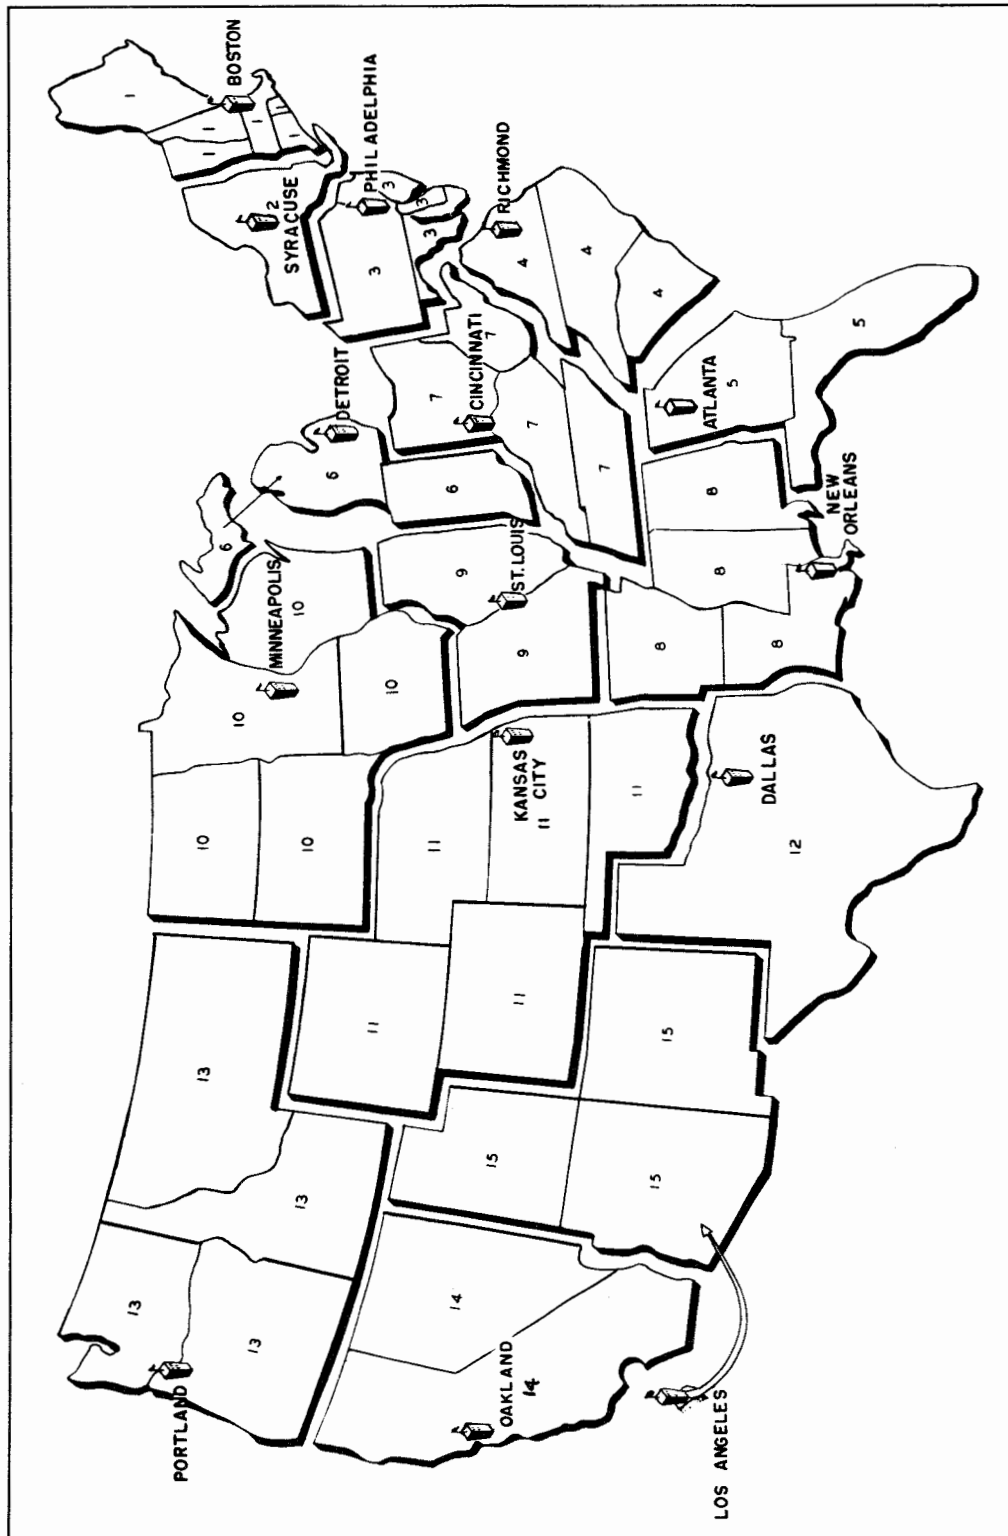 PORTLAND
13
13
13
13
OAKLAND
14
14
LOS ANGELES
15
15
15
11
11
11
KANSAS
CITY
11
11
DALLAS
12
10
10
10
MINNEAPOLIS
10
10
9
ST. LOUIS
9
8
8
8
8
NEW
ORLEANS
6
6
6
DETROIT
7
CINCINNATI
7
7
7
ATLANTA
5
5
2
SYRACUSE
3
PHILADELPHIA
3
3
3
RICHMOND
4
4
4
BOSTON
1
1
1
1
1
1